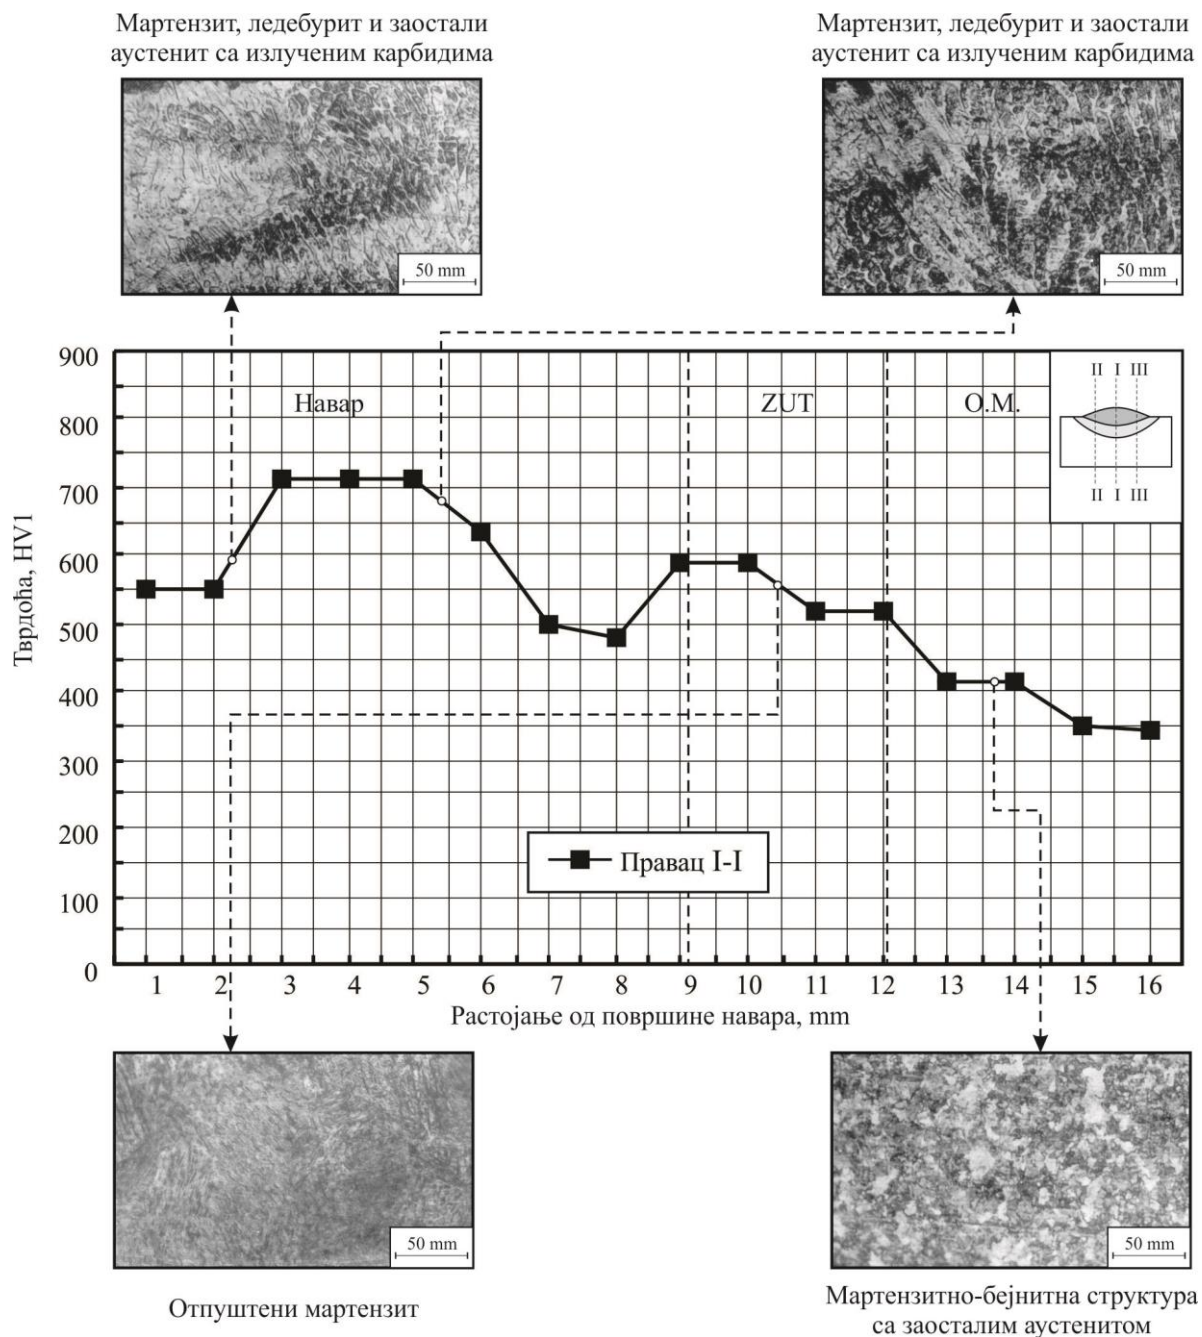 Мартензит, ледебурит и заостали
аустенит са излученим карбидима
Мартензит, ледебурит и заостали
аустенит са излученим карбидима
50 mm
50 mm
900
800
700
600
500
400
300
200
100
0
Тврдоћа, HV1
Навар
ZUT
О.М.
II I III
II I III
Правац I-I
1 2 3 4 5 6 7 8 9 10 11 12 13 14 15 16
Растојање од површине навара, mm
50 mm
50 mm
Отпуштени мартензит
Мартензитно-бејнитна структура
са заосталим аустенитом